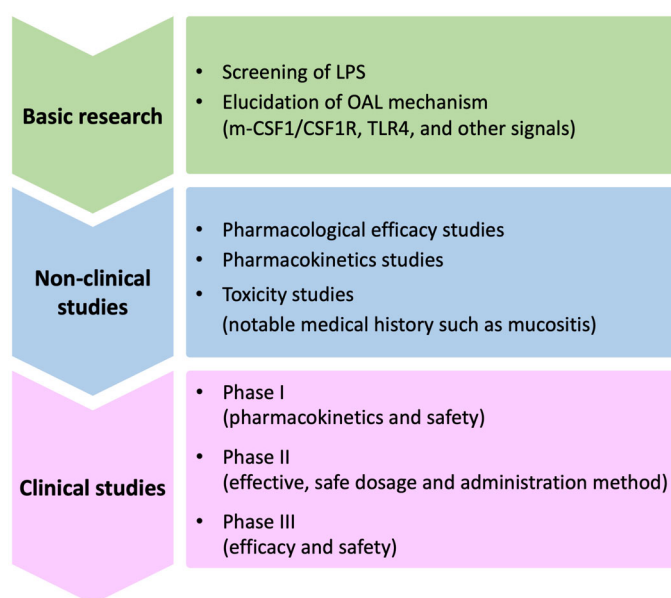 Basic research
• Screening of LPS
• Elucidation of OAL mechanism
(m-CSF1/CSF1R, TLR4, and other signals)
Non-clinical
studies
• Pharmacological efficacy studies
• Pharmacokinetics studies
• Toxicity studies
(notable medical history such as mucositis)
Clinical studies
• Phase I
(pharmacokinetics and safety)
• Phase II
(effective, safe dosage and administration method)
• Phase III
(efficacy and safety)